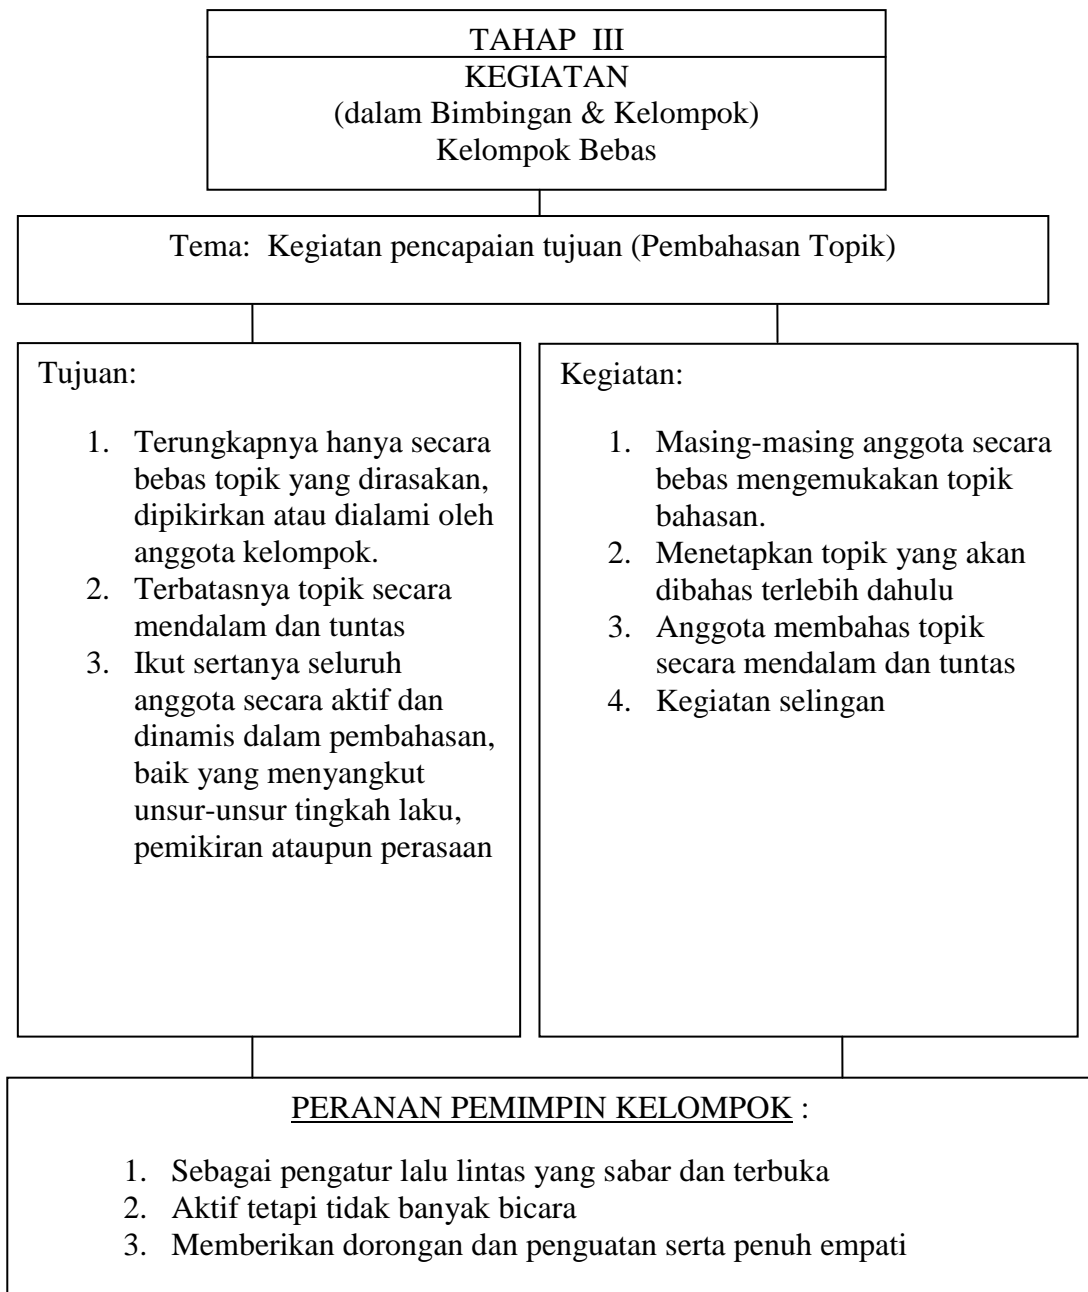 TAHAP III
KEGIATAN
(dalam Bimbingan & Kelompok)
Kelompok Bebas
Tema: Kegiatan pencapaian tujuan (Pembahasan Topik)
Tujuan:
1. Terungkapnya hanya secara
bebas topik yang dirasakan,
dipikirkan atau dialami oleh
anggota kelompok.
2. Terbatasnya topik secara
mendalam dan tuntas
3. Ikut sertanya seluruh
anggota secara aktif dan
dinamis dalam pembahasan,
baik yang menyangkut
unsur-unsur tingkah laku,
pemikiran ataupun perasaan
Kegiatan:
1. Masing-masing anggota secara
bebas mengemukakan topik
bahasan.
2. Menetapkan topik yang akan
dibahas terlebih dahulu
3. Anggota membahas topik
secara mendalam dan tuntas
4. Kegiatan selingan
PERANAN PEMIMPIN KELOMPOK :
1. Sebagai pengatur lalu lintas yang sabar dan terbuka
2. Aktif tetapi tidak banyak bicara
3. Memberikan dorongan dan penguatan serta penuh empati